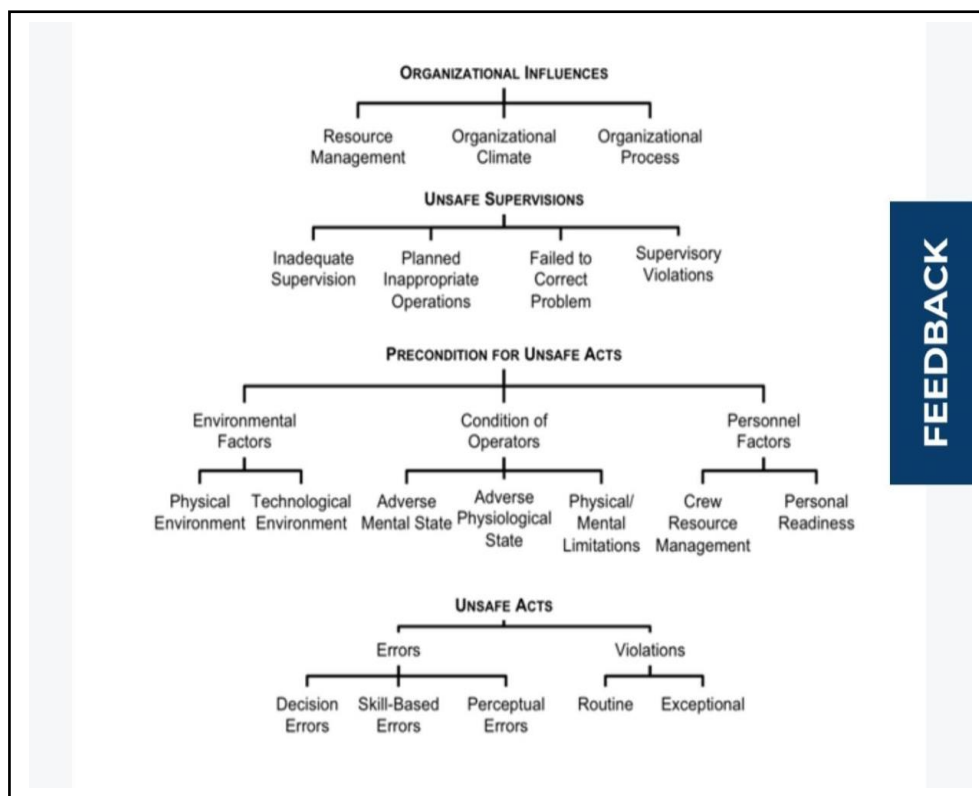 ORGANIZATIONAL INFLUENCES
Resource
Management
Organizational
Climate
Organizational
Process
UNSAFE SUPERVISIONS
Inadequate
Supervision
Planned
Inappropriate
Operations
Failed to
Correct
Problem
Supervisory
Violations
PRECONDITION FOR UNSAFE ACTS
Environmental
Factors
Condition of
Operators
Personnel
Factors
Physical
Environment
Technological
Environment
Adverse
Mental State
Adverse
Physiological
State
Physical/
Mental
Limitations
Crew
Resource
Management
Personal
Readiness
UNSAFE ACTS
Errors
Violations
Decision
Errors
Skill-Based
Errors
Perceptual
Errors
Routine
Exceptional
FEEDBACK